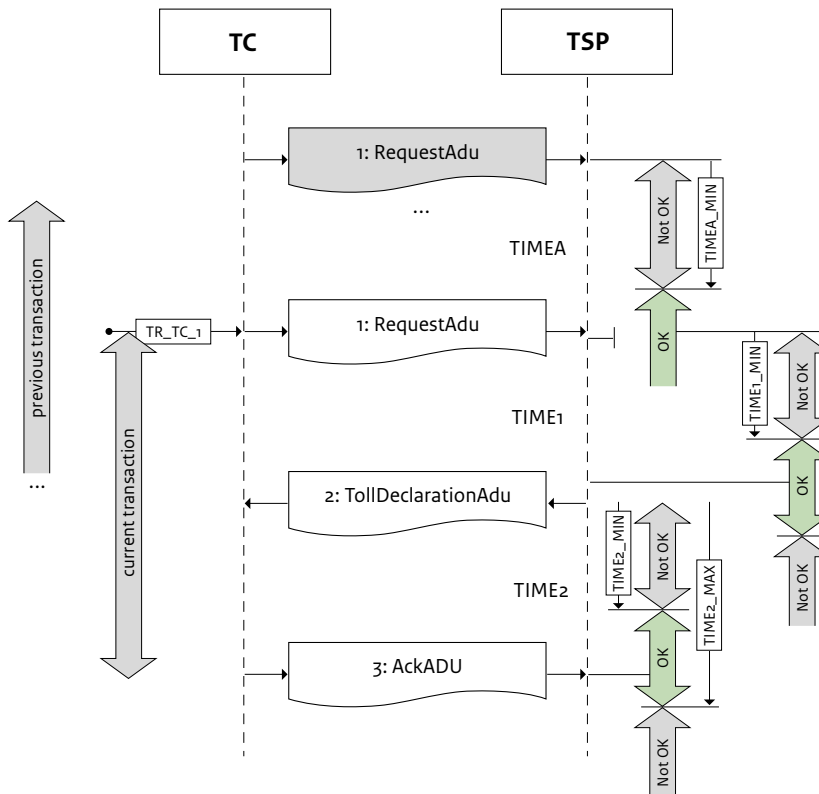 TC
TSP
1: RequestAdu
...
Not OK
TIMEA_MIN
TIMEA
previous transaction
...
TR_TC_1
1: RequestAdu
OK
TIME1_MIN
Not OK
TIME1
current transaction
2: TollDeclarationAdu
OK
TIME2_MIN
Not OK
TIME2_MAX
Not OK
TIME2
3: AckADU
OK
Not OK